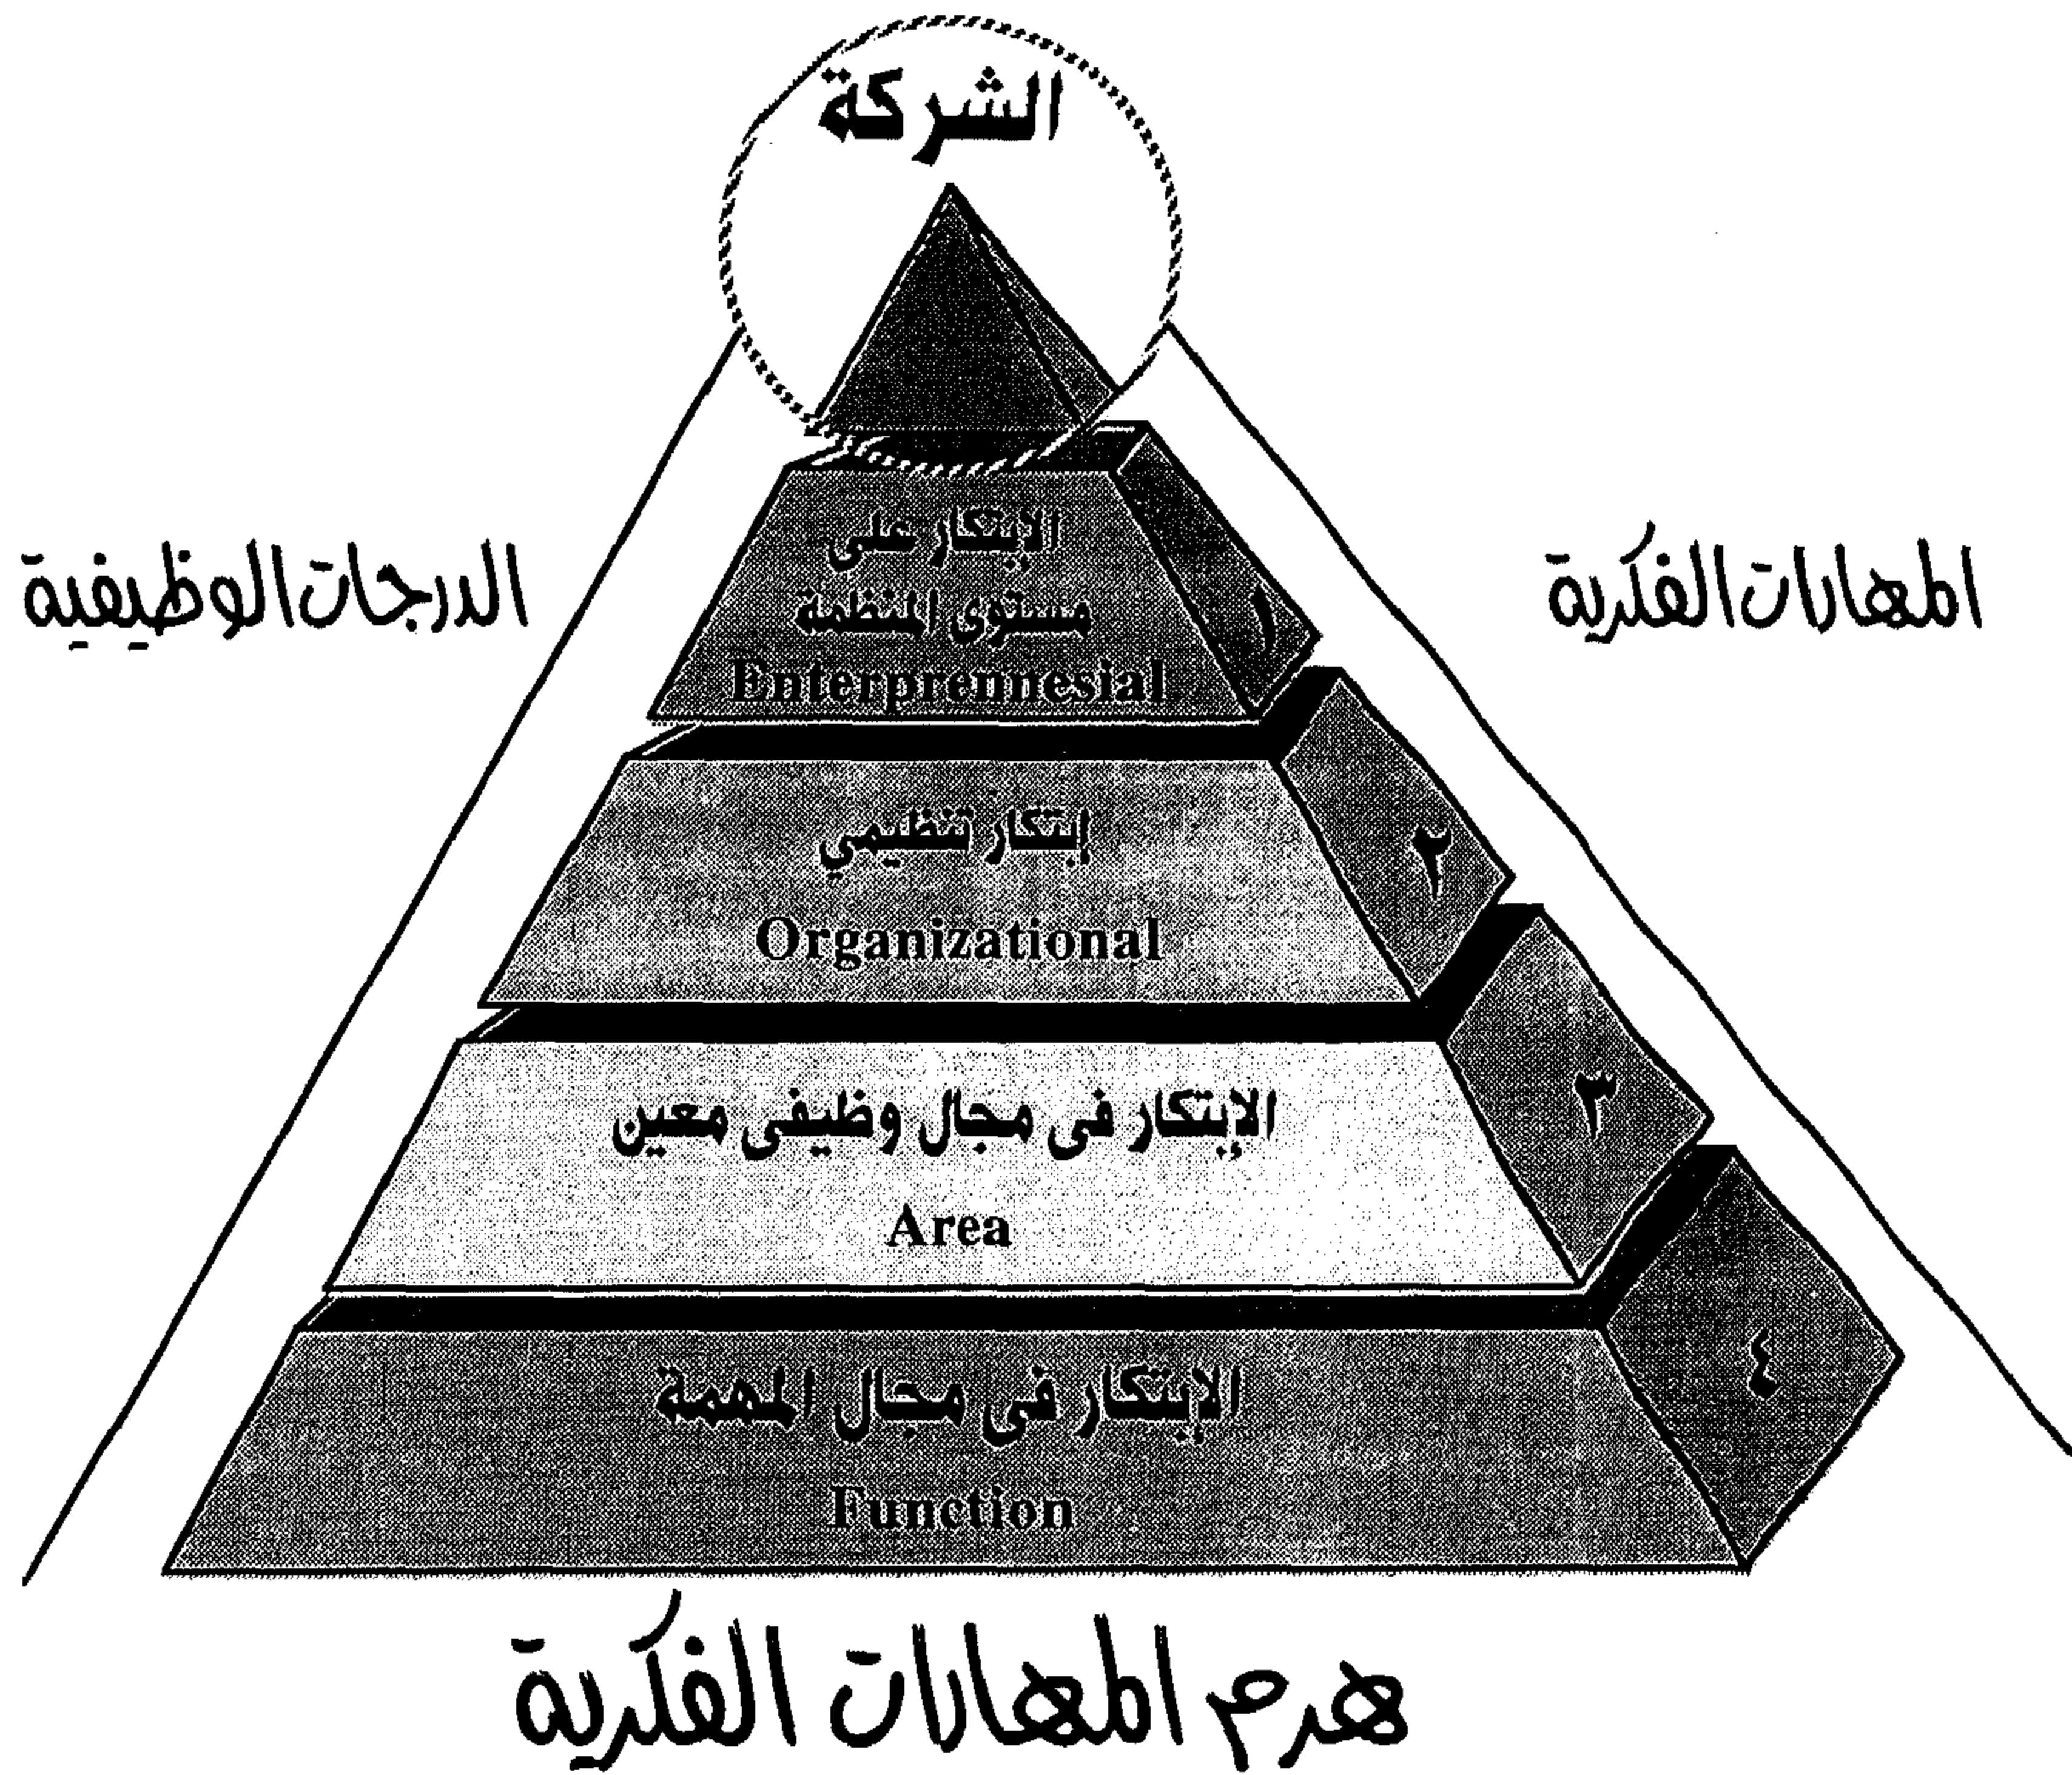 الشركة
المهارات الفكرية
الدرجات الوظيفية
الإبتكار على
مستوى المنظمة
Enterprennesial
١
إبتكار تنظيمي
Organizational
٢
الإبتكار فى مجال وظيفى معين
Area
٣
الإبتكار فى مجال المهمة
Function
٤
هرم المهارات الفكرية